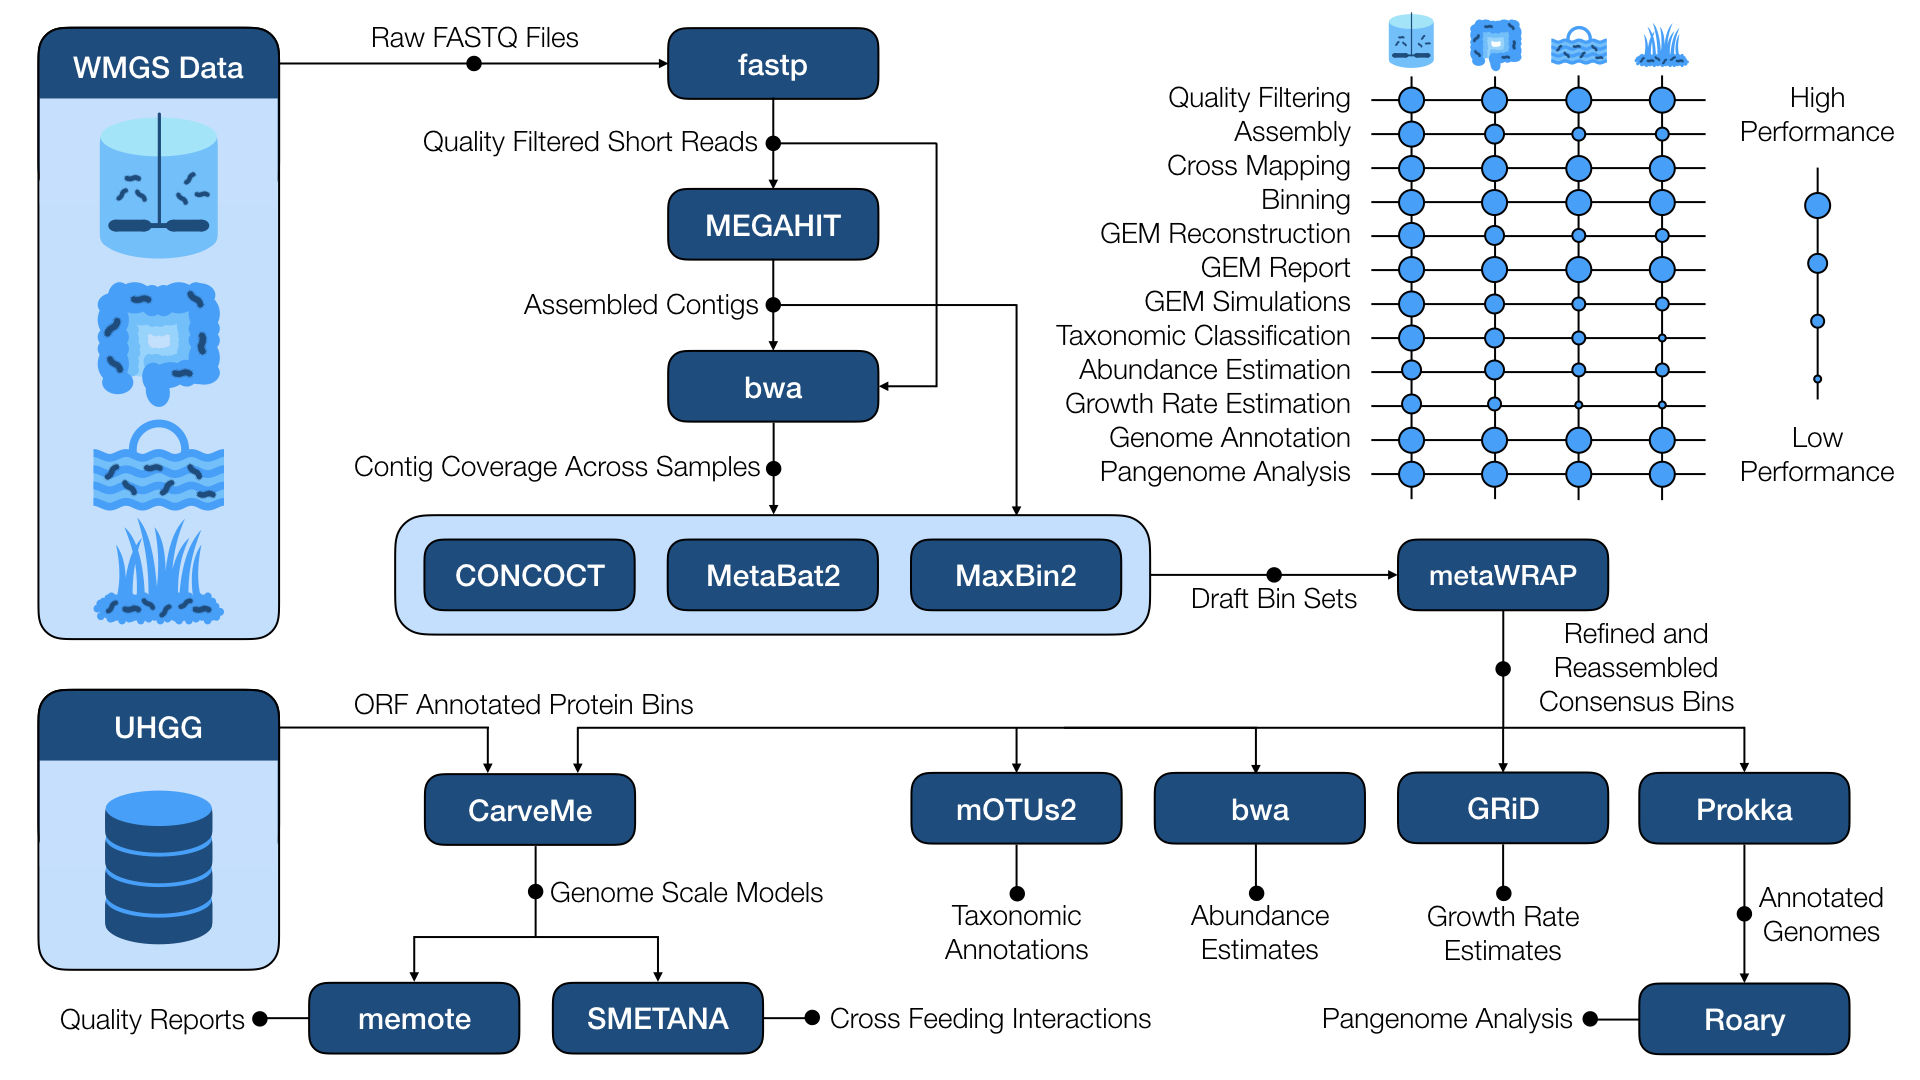 WMGS Data
Raw FASTQ Files
fastp
Quality Filtered Short Reads
MEGAHIT
Assembled Contigs
bwa
Contig Coverage Across Samples
CONCOCT
MetaBat2
MaxBin2
Draft Bin Sets
metaWRAP
Refined and
Reassembled
Consensus Bins
Quality Filtering
Assembly
Cross Mapping
Binning
GEM Reconstruction
GEM Report
GEM Simulations
Taxonomic Classification
Abundance Estimation
Growth Rate Estimation
Genome Annotation
Pangenome Analysis
High
Performance
Low
Performance
UHGG
ORF Annotated Protein Bins
CarveMe
mOTUs2
bwa
GRiD
Prokka
Genome Scale Models
Taxonomic
Annotations
Abundance
Estimates
Growth Rate
Estimates
Annotated
Genomes
Quality Reports
memote
SMETANA
Cross Feeding Interactions
Pangenome Analysis
Roary